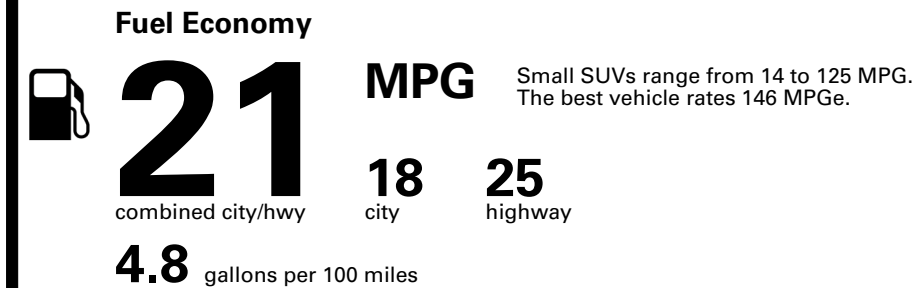 Fuel Economy
21 MPG
Small SUVs range from 14 to 125 MPG.
The best vehicle rates 146 MPGe.
18 25
combined city/hwy city highway
4.8 gallons per 100 miles